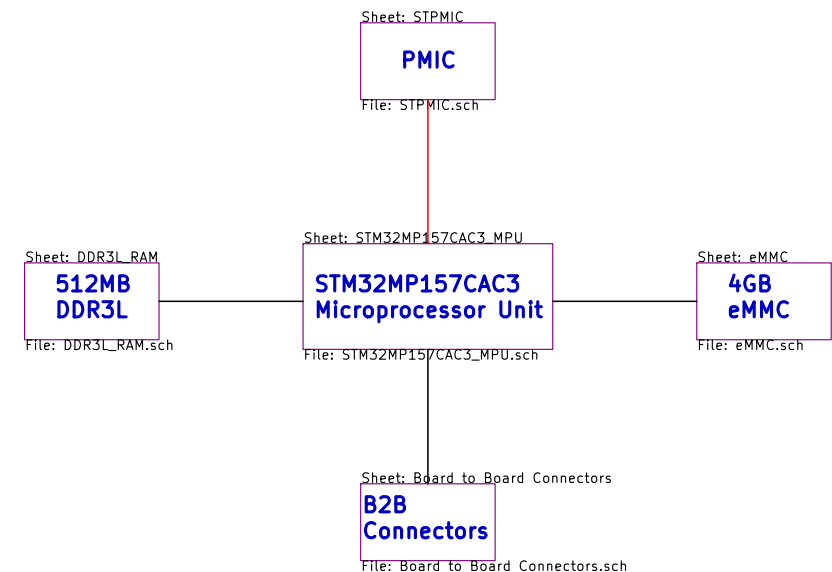 Sheet: STPMIC
PMIC
File: STPMIC.sch
Sheet: STM32MP157CAC3_MPU
Sheet: DDR3L_RAM
512MB
DDR3L
File: DDR3L_RAM.sch
STM32MP157CAC3
Microprocessor Unit
File: STM32MP157CAC3_MPU.sch
Sheet: eMMC
4GB
eMMC
File: eMMC.sch
Sheet: Board to Board Connectors
B2B
Connectors
File: Board to Board Connectors.sch